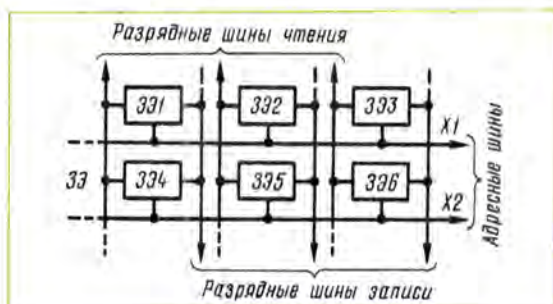 Разрядные шины чтения
ЗЭ1 ЗЭ2 ЗЭ3
X1
ЗЭ ЗЭ4 ЗЭ5 ЗЭ6
X2
Адресные шины
Разрядные шины записи